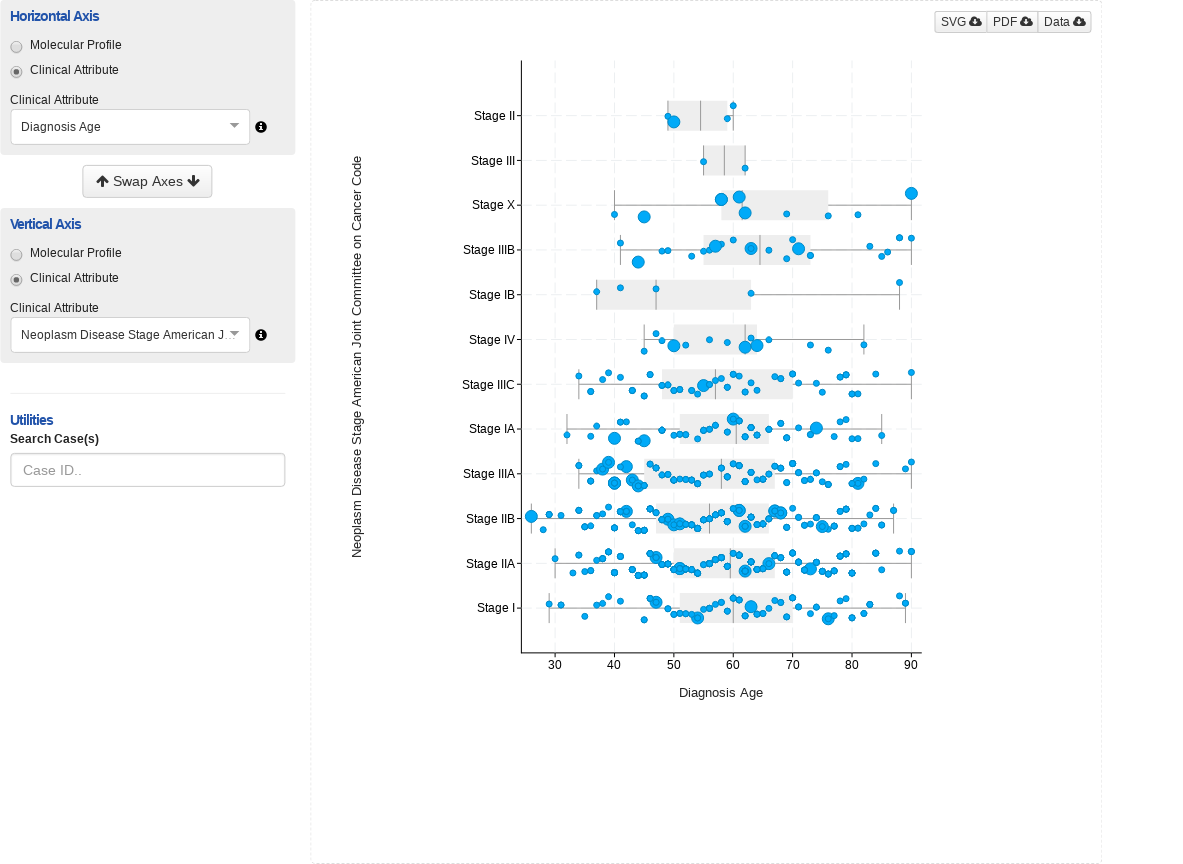 Horizontal Axis
Molecular Profile
Clinical Attribute
Clinical Attribute
Diagnosis Age
Swap Axes
Vertical Axis
Molecular Profile
Clinical Attribute
Clinical Attribute
Neoplasm Disease Stage American J...
Utilities
Search Case(s)
Case ID..
SVG PDF Data
Neoplasm Disease Stage American Joint Committee on Cancer Code
Stage II
Stage III
Stage X
Stage IIIB
Stage IB
Stage IV
Stage IIIC
Stage IA
Stage IIIA
Stage IIB
Stage IIA
Stage I
30 40 50 60 70 80 90
Diagnosis Age